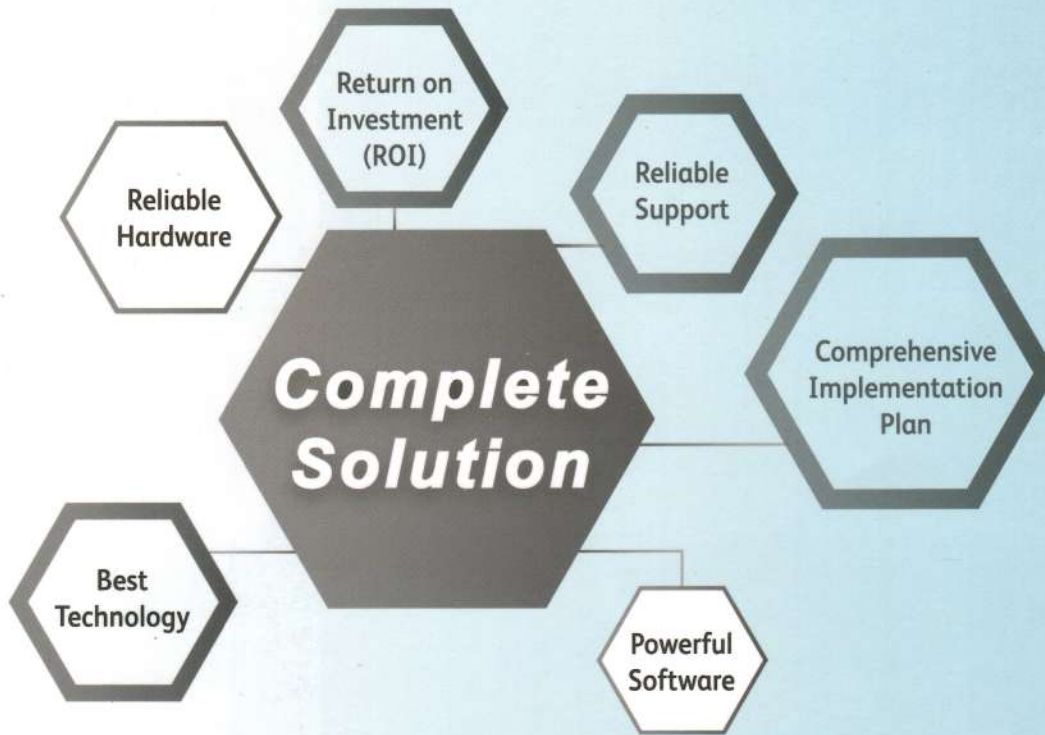 Return on
Investment
(ROI)
Reliable
Hardware
Reliable
Support
Complete
Solution
Comprehensive
Implementation
Plan
Best
Technology
Powerful
Software